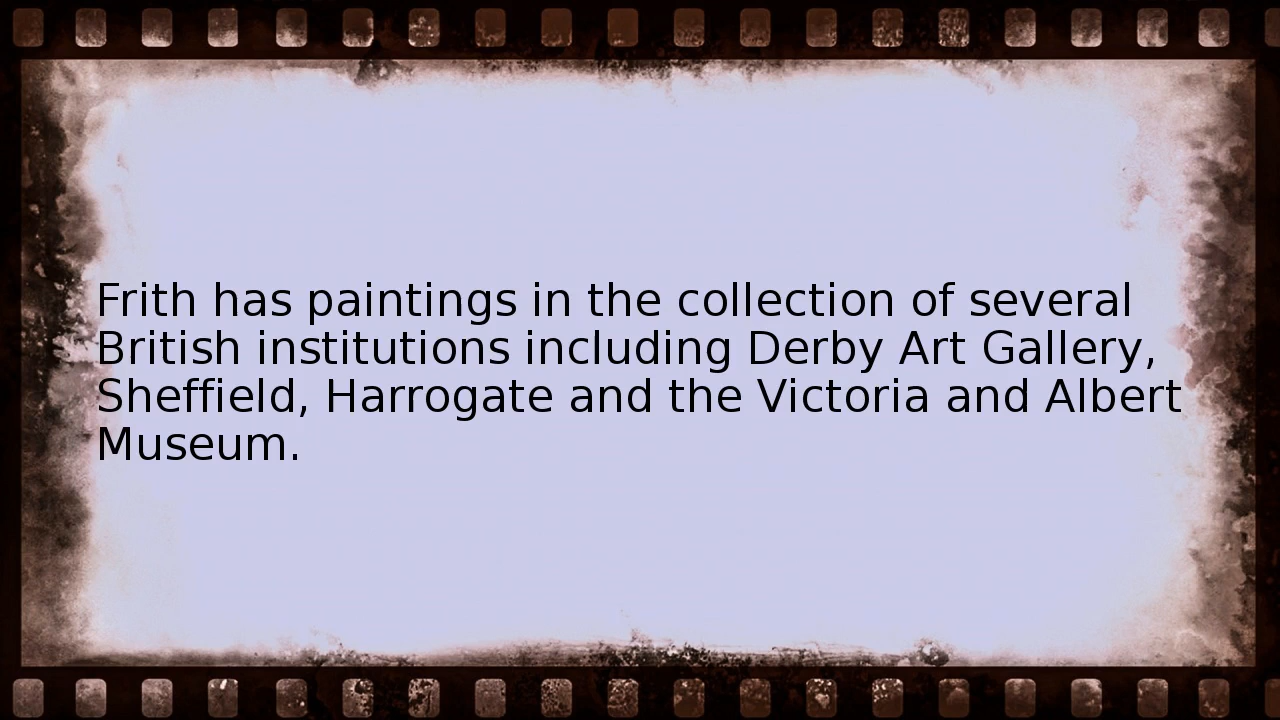 Frith has paintings in the collection of several
British institutions including Derby Art Gallery,
Sheffield, Harrogate and the Victoria and Albert
Museum.